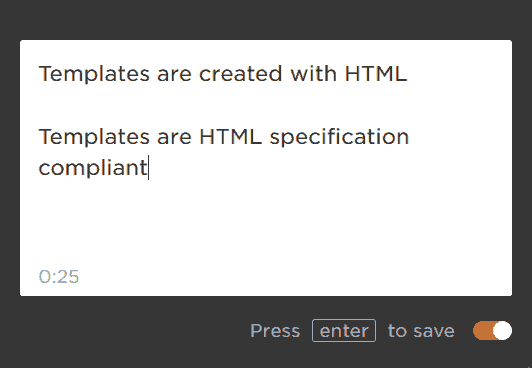 Templates are created with HTML
Templates are HTML specification
compliant
0:25
Press enter to save